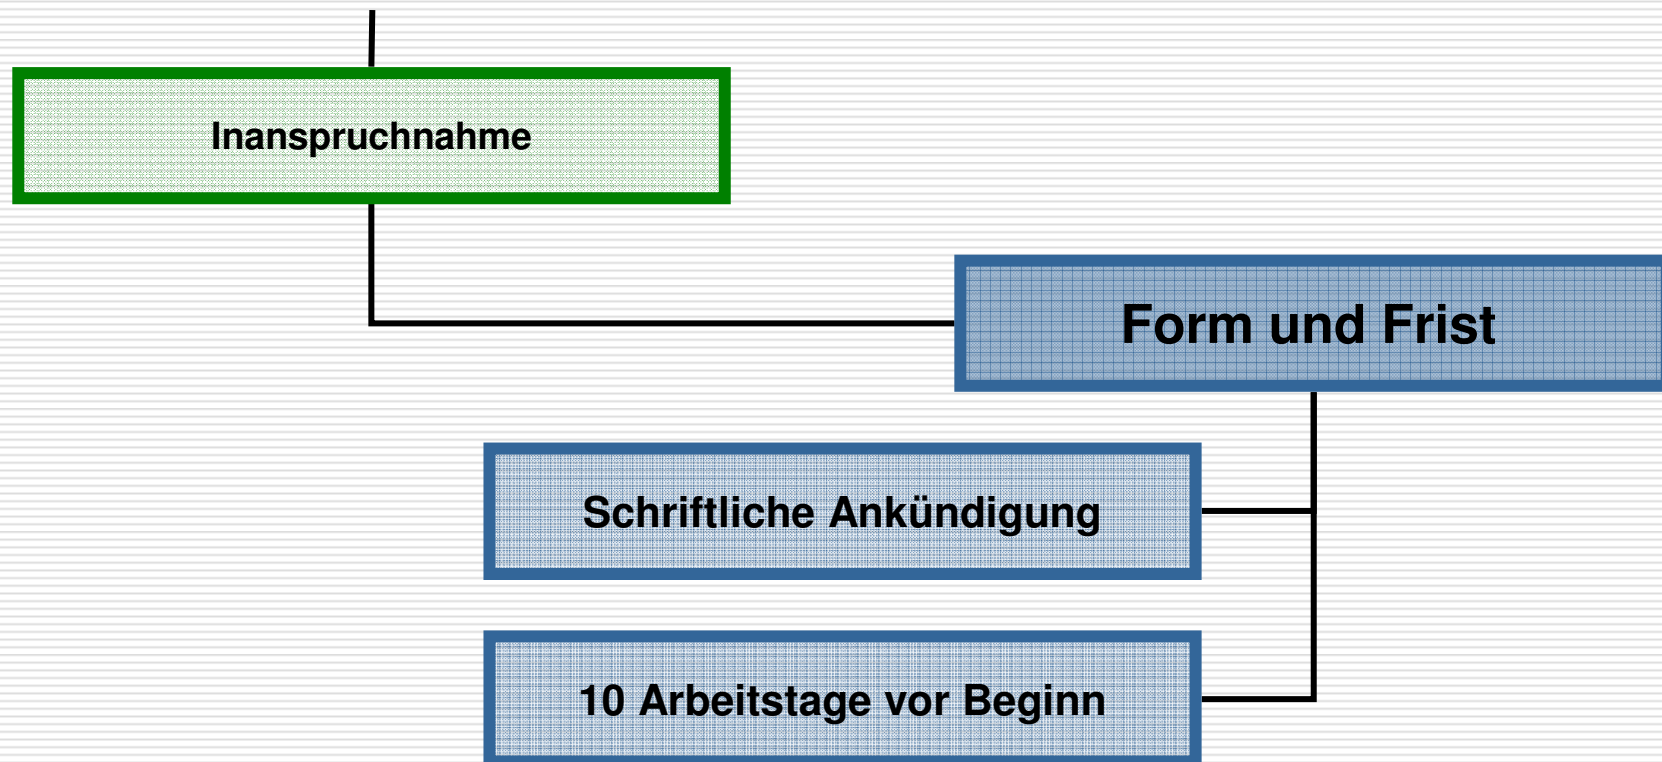 Inanspruchnahme
Form und Frist
Schriftliche Ankündigung
10 Arbeitstage vor Beginn